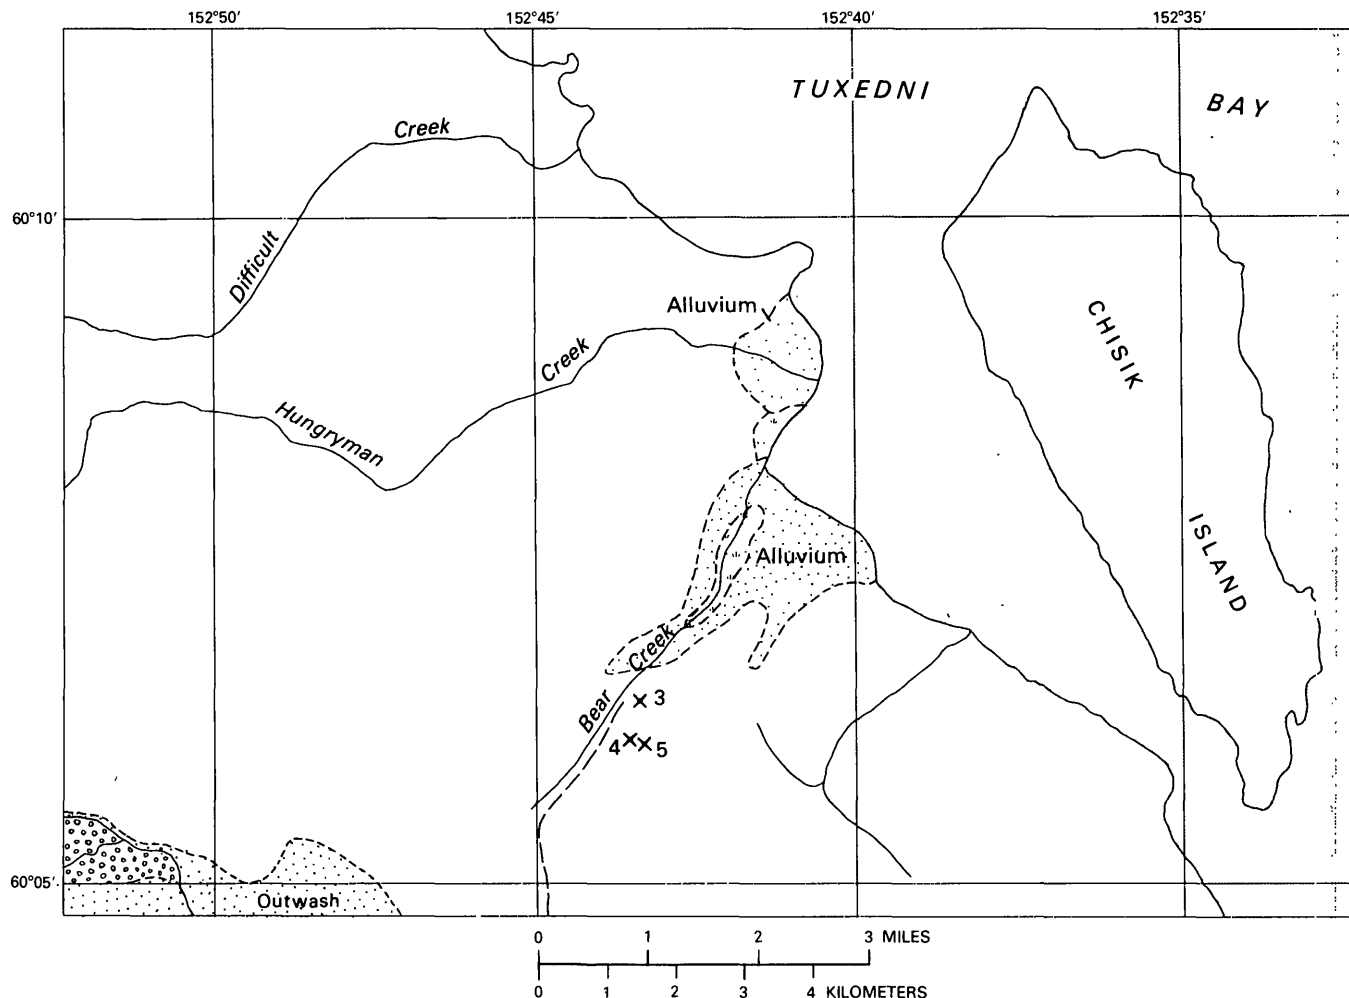 152°50' 152°45' 152°40' 152°35'
TUXEDNI BAY
Creek
60°10'
Difficult
Alluvium
CHISIK
Creek
Hungryman
ISLAND
Alluvium
Creek
Bear
3
4 5
60°05'
Outwash
0 1 2 3 MILES
0 1 2 3 4 KILOMETERS